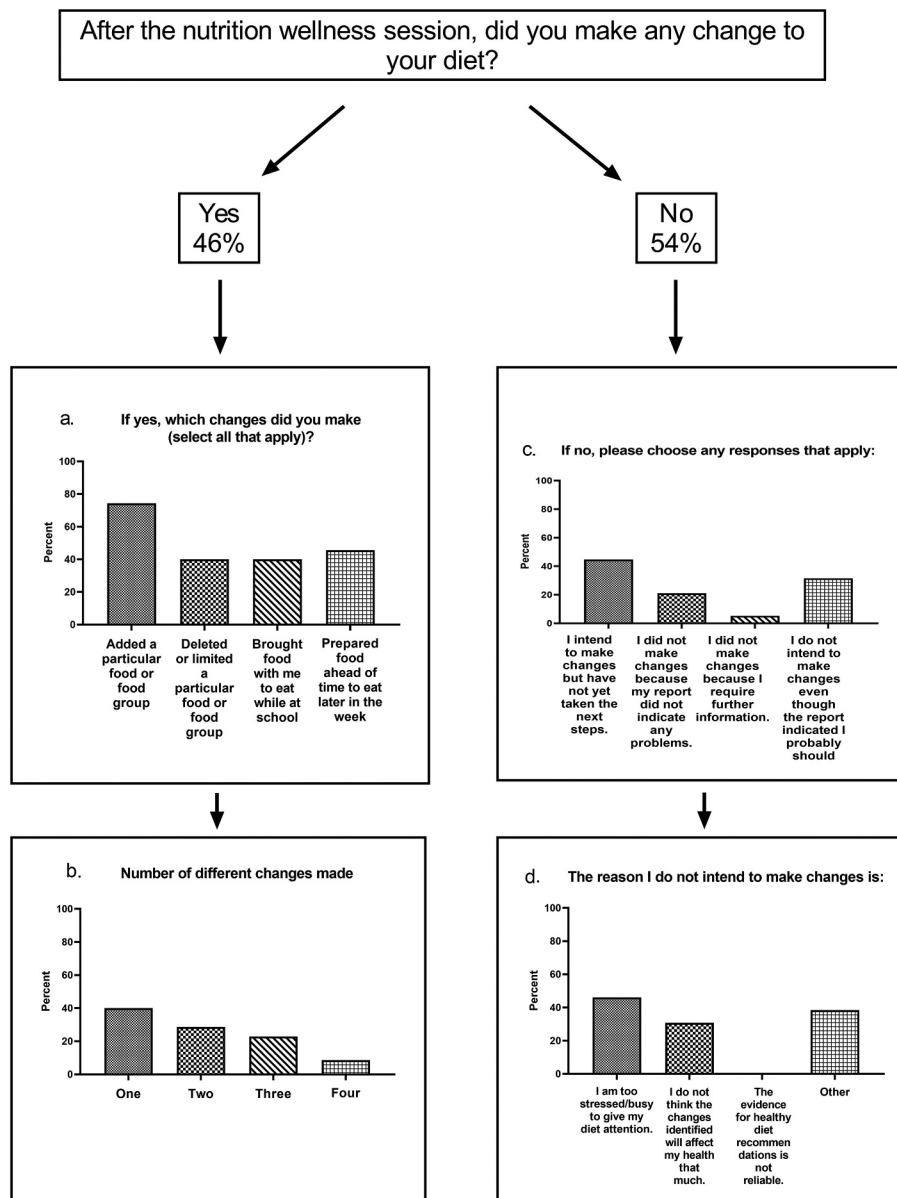 After the nutrition wellness session, did you make any change to
your diet?
Yes
46%
No
54%
a.
If yes, which changes did you make
(select all that apply)?
Percent
100
80
60
40
20
0
Added a
particular
food or food
group
Deleted
or limited
a
particular
food or
food
group
Brought
food
with me
to eat
while at
school
Prepared
food
ahead of
time to eat
later in
the week
b.
Number of different changes made
Percent
100
80
60
40
20
0
One
Two
Three
Four
c.
If no, please choose any responses that apply:
Percent
100
80
60
40
20
0
I intend
to make
changes
but have
not yet
taken
the
next
steps.
I did not
make
changes
because my
report did
not
indicate
any
problems.
I did not
make
changes
because I
require
further
information.
I do not
intend to
make
changes
even
though
the report
indicated I
probably
should
d.
The reason I do not intend to make changes is:
Percent
100
80
60
40
20
0
I am too
stressed/busy
to give my
diet attention.
I do not
think the
changes
identified
will affect
my health
that
much.
The
evidence
for healthy
diet
recommen
dations is
not
reliable.
Other